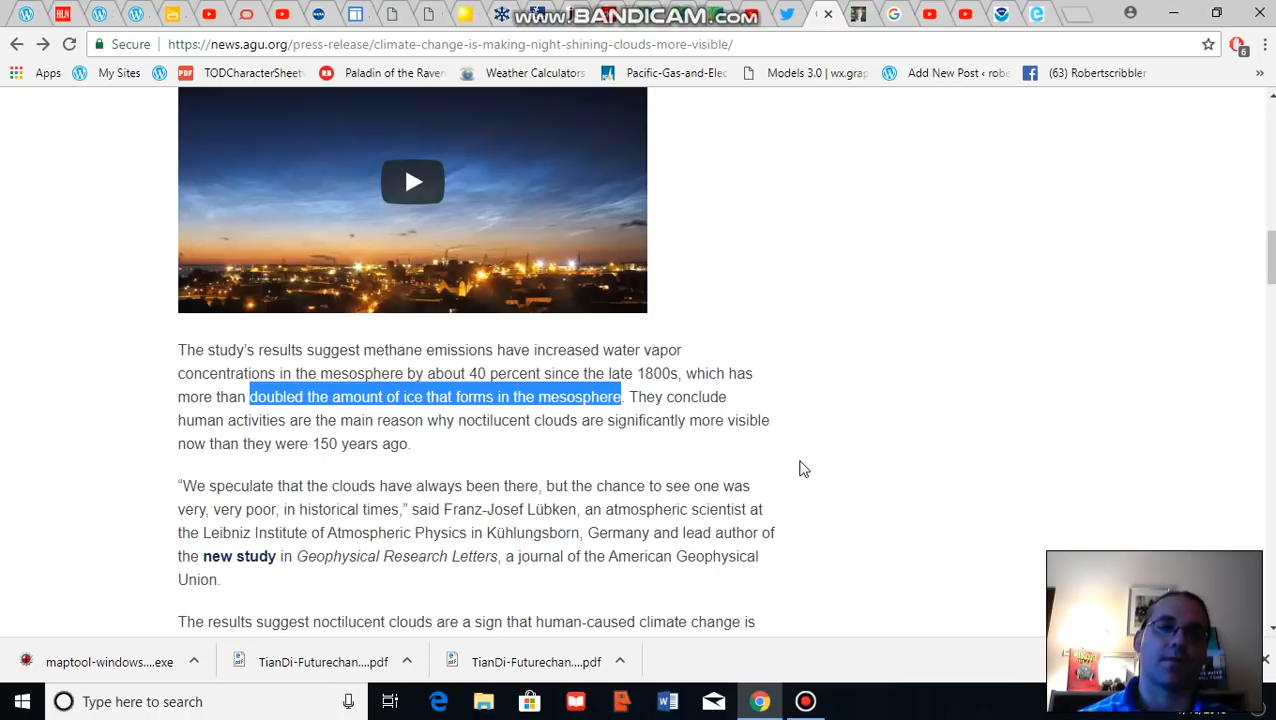 www.BANDICAM.com
Secure https://news.agu.org/press-release/climate-change-is-making-night-shining-clouds-more-visible/
6
Apps My Sites PDF TODCharacterSheet Paladin of the Raven Weather Calculators Pacific-Gas-and-Elec Models 3.0 | wx.grap Add New Post ‹ robe (63) Robertscribbler »
The study's results suggest methane emissions have increased water vapor
concentrations in the mesosphere by about 40 percent since the late 1800s, which has
more than doubled the amount of ice that forms in the mesosphere. They conclude
human activities are the main reason why noctilucent clouds are significantly more visible
now than they were 150 years ago.
“We speculate that the clouds have always been there, but the chance to see one was
very, very poor, in historical times,” said Franz-Josef Lübken, an atmospheric scientist at
the Leibniz Institute of Atmospheric Physics in Kühlungsborn, Germany and lead author of
the new study in Geophysical Research Letters, a journal of the American Geophysical
Union.
The results suggest noctilucent clouds are a sign that human-caused climate change is
maptool-windows....exe TianDi-Futurechan....pdf TianDi-Futurechan....pdf
Type here to search